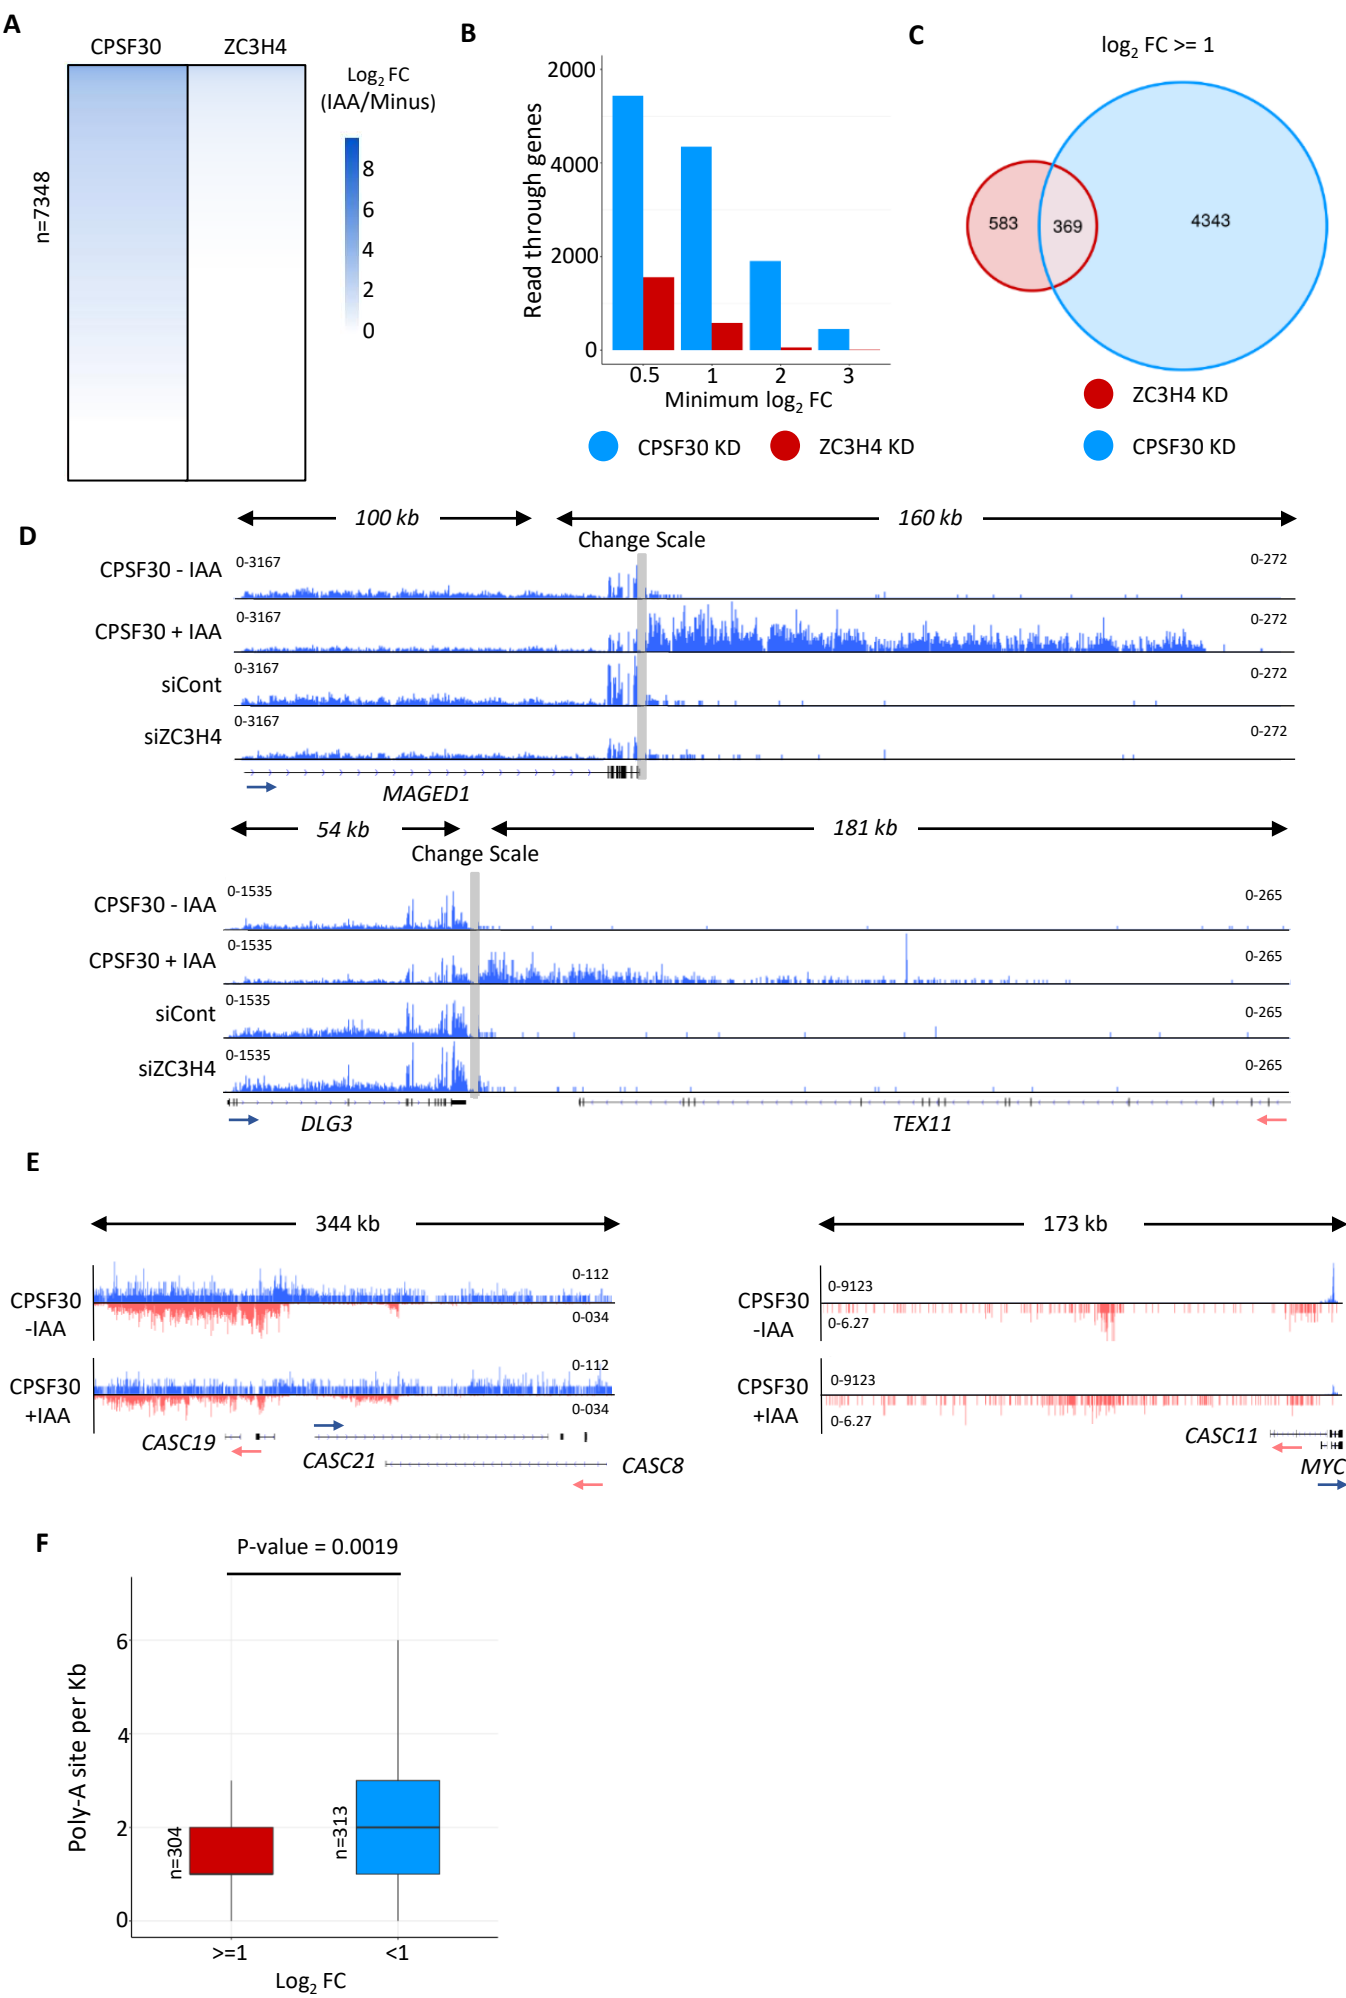 A
CPSF30
ZC3H4
n=7348
Log2 FC
(IAA/Minus)
8
6
4
2
0
B
Read through genes
2000
4000
2000
0
0.5
1
2
3
Minimum log2 FC
CPSF30 KD
ZC3H4 KD
C
log2 FC >= 1
583
369
4343
ZC3H4 KD
CPSF30 KD
D
100 kb
160 kb
Change Scale
CPSF30 - IAA
0-3167
0-272
CPSF30 + IAA
0-3167
0-272
siCont
0-3167
0-272
siZC3H4
0-3167
0-272
MAGED1
54 kb
181 kb
Change Scale
CPSF30 - IAA
0-1535
0-265
CPSF30 + IAA
0-1535
0-265
siCont
0-1535
0-265
siZC3H4
0-1535
0-265
DLG3
TEX11
E
344 kb
CPSF30
-IAA
0-112
0-034
CPSF30
+IAA
0-112
0-034
CASC19
CASC21
CASC8
173 kb
CPSF30
-IAA
0-9123
0-6.27
CPSF30
+IAA
0-9123
0-6.27
CASC11
MYC
F
P-value = 0.0019
Poly-A site per Kb
6
4
2
0
n=304
n=313
>=1
<1
Log2 FC